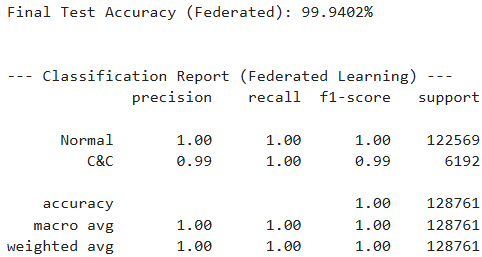 Final Test Accuracy (Federated): 99.9402%
--- Classification Report (Federated Learning) ---
precision recall f1-score support
Normal 1.00 1.00 1.00 122569
C&C 0.99 1.00 0.99 6192
accuracy 1.00 128761
macro avg 1.00 1.00 1.00 128761
weighted avg 1.00 1.00 1.00 128761